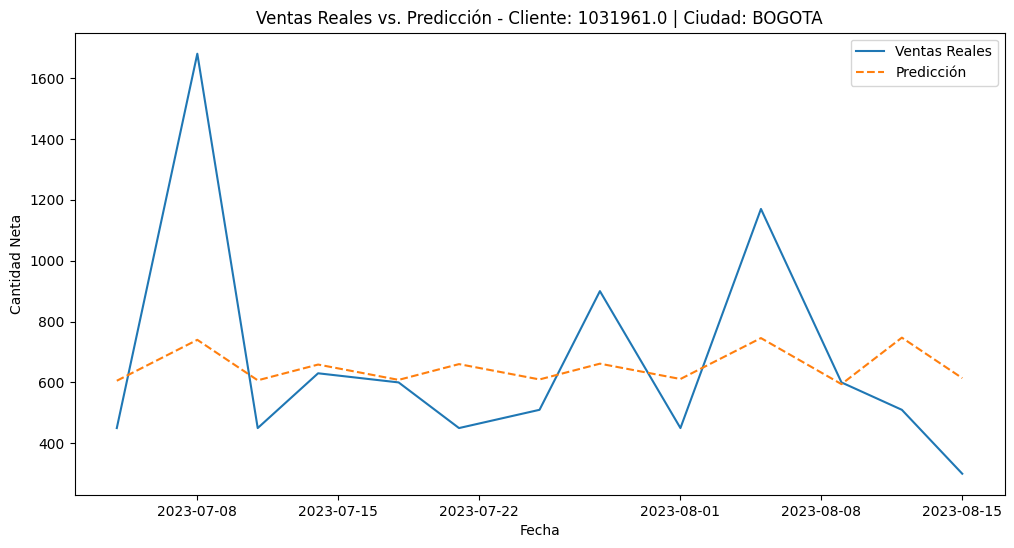 Ventas Reales vs. Predicción - Cliente: 1031961.0 | Ciudad: BOGOTA
Ventas Reales
Predicción
Cantidad Neta
1600
1400
1200
1000
800
600
400
2023-07-08
2023-07-15
2023-07-22
2023-08-01
2023-08-08
2023-08-15
Fecha